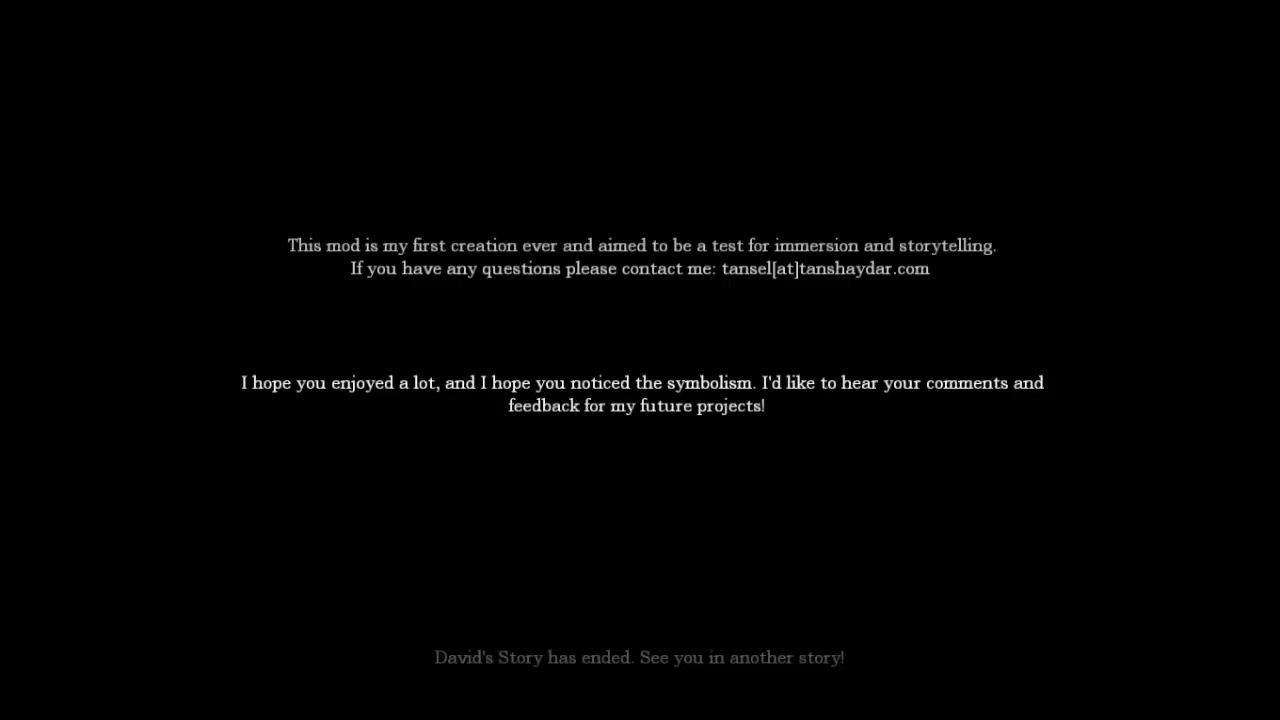 This mod is my first creation ever and aimed to be a test for immersion and storytelling.
If you have any questions please contact me: tansel[at]tanshaydar.com
I hope you enjoyed a lot, and I hope you noticed the symbolism. I'd like to hear your comments and
feedback for my future projects!
David's Story has ended. See you in another story!